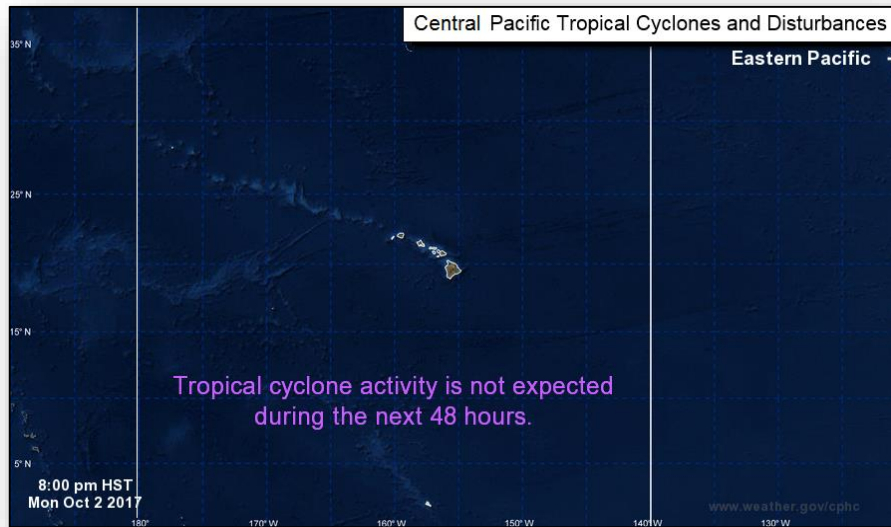 Central Pacific Tropical Cyclones and Disturbances
35° N
Eastern Pacific
25° N
15° N
Tropical cyclone activity is not expected
during the next 48 hours.
5° N
8:00 pm HST
Mon Oct 2 2017
www.weather.gov/cphc
180° 170° W 160° W 150° W 140° W 130° W